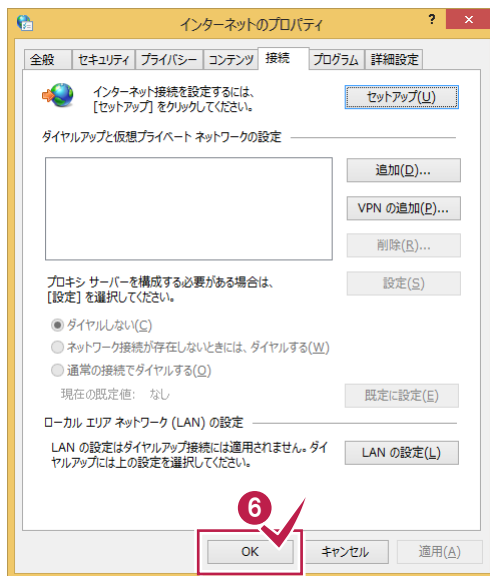 インターネットのプロパティ ? ×
全般 セキュリティ プライバシー コンテンツ 接続 プログラム 詳細設定
インターネット接続を設定するには、
[セットアップ] をクリックしてください。
セットアップ(U)
ダイヤルアップと仮想プライベート ネットワークの設定
追加(D)...
VPN の追加(P)...
削除(R)...
プロキシ サーバーを構成する必要がある場合は、
[設定] を選択してください。
設定(S)
ダイヤルしない(C)
ネットワーク接続が存在しないときには、ダイヤルする(W)
通常の接続でダイヤルする(O)
現在の既定値: なし
既定に設定(E)
ローカル エリア ネットワーク (LAN) の設定
LAN の設定はダイヤルアップ接続には適用されません。ダイ
ヤルアップには上の設定を選択してください。
LAN の設定(L)
6
OK キャンセル 適用(A)